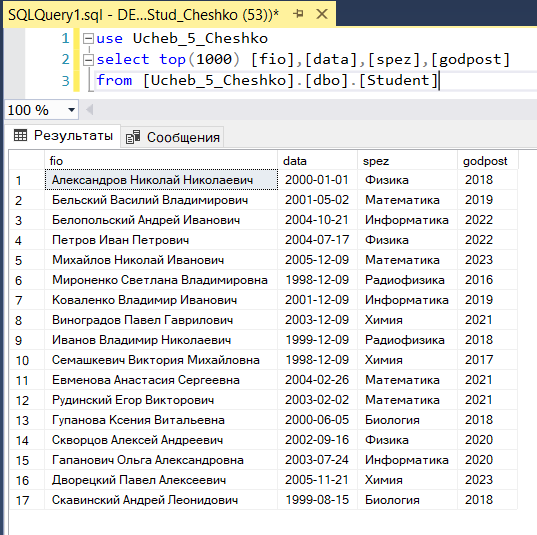 SQLQuery1.sql - DE...Stud_Cheshko (53))*
1 use Ucheb_5_Cheshko
2 select top(1000) [fio],[data],[spez],[godpost]
3 from [Ucheb_5_Cheshko].[dbo].[Student]
100 %
Результаты Сообщения
fio data spez godpost
1 Александров Николай Николаевич 2000-01-01 Физика 2018
2 Бельский Василий Владимирович 2001-05-02 Математика 2019
3 Белопольский Андрей Иванович 2004-10-21 Информатика 2022
4 Петров Иван Петрович 2004-07-17 Физика 2022
5 Михайлов Николай Иванович 2005-12-09 Математика 2023
6 Мироненко Светлана Владимировна 1998-12-09 Радиофизика 2016
7 Коваленко Владимир Иванович 2001-12-09 Информатика 2019
8 Виноградов Павел Гаврилович 2003-12-09 Химия 2021
9 Иванов Владимир Николаевич 1999-12-09 Радиофизика 2018
10 Семашкевич Виктория Михайловна 1998-12-09 Химия 2017
11 Евменова Анастасия Сергеевна 2004-02-26 Математика 2021
12 Рудинский Егор Викторович 2003-02-02 Математика 2021
13 Гупанова Ксения Витальевна 2000-06-05 Биология 2018
14 Скворцов Алексей Андреевич 2002-09-16 Физика 2020
15 Гапанович Ольга Александровна 2003-07-24 Информатика 2020
16 Дворецкий Павел Алексеевич 2005-11-21 Химия 2023
17 Скавинский Андрей Леонидович 1999-08-15 Биология 2018